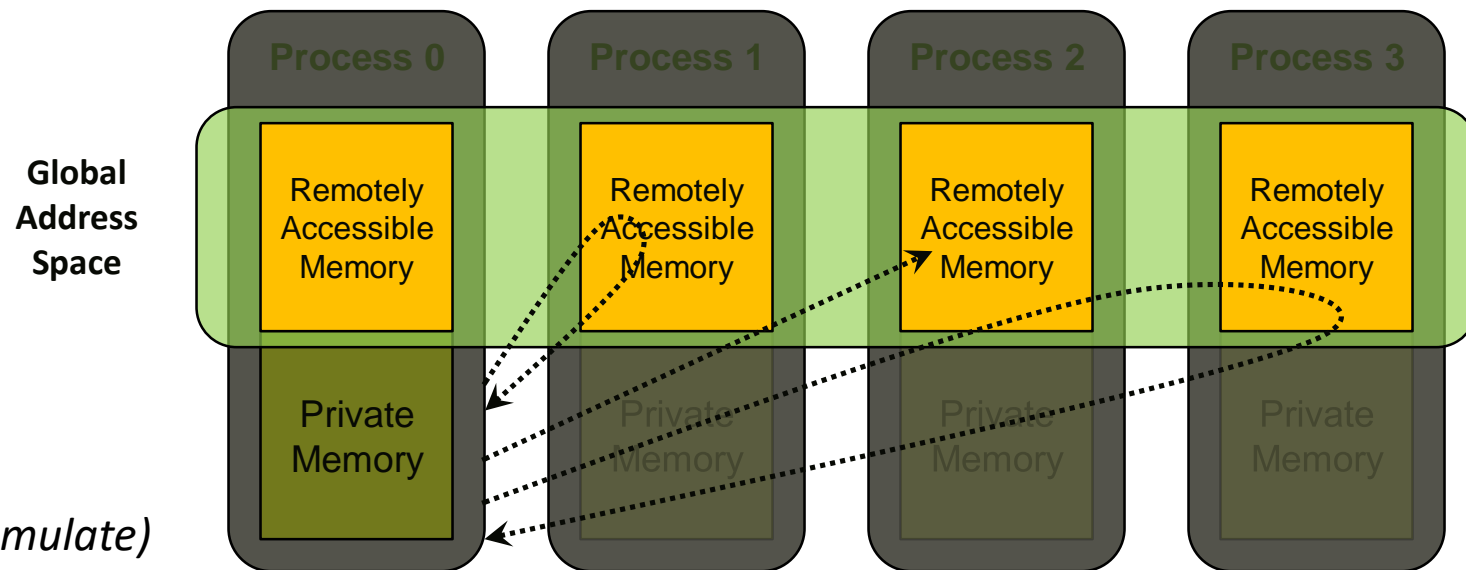 Process 0
Process 1
Process 2
Process 3
Global
Address
Space
Remotely
Accessible
Memory
Remotely
Accessible
Memory
Remotely
Accessible
Memory
Remotely
Accessible
Memory
Private
Memory
Private
Memory
Private
Memory
Private
Memory
mulate)